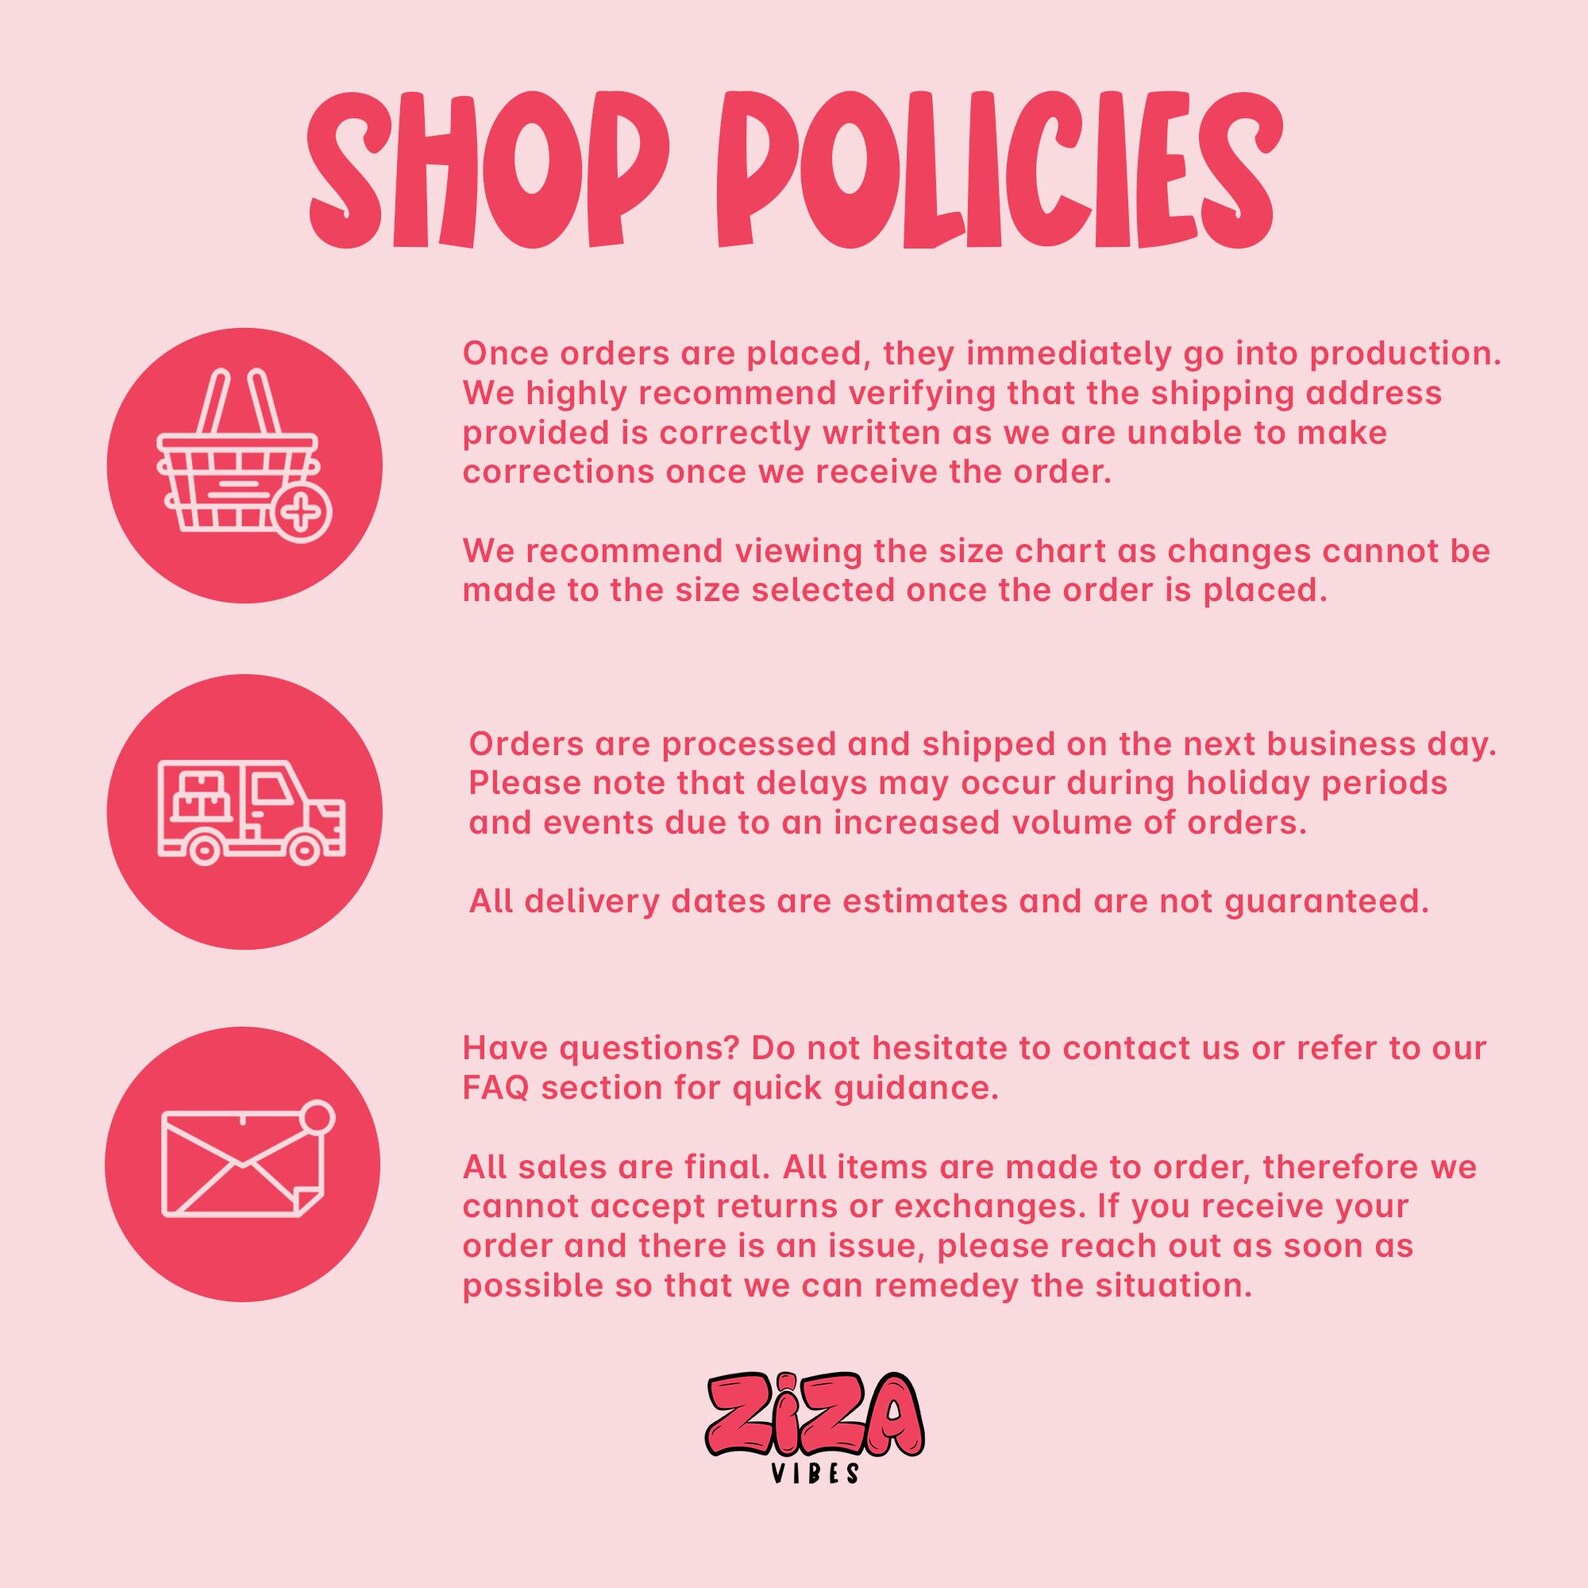 SHOP POLICIES
Once orders are placed, they immediately go into production.
We highly recommend verifying that the shipping address
provided is correctly written as we are unable to make
corrections once we receive the order.
We recommend viewing the size chart as changes cannot be
made to the size selected once the order is placed.
Orders are processed and shipped on the next business day.
Please note that delays may occur during holiday periods
and events due to an increased volume of orders.
All delivery dates are estimates and are not guaranteed.
Have questions? Do not hesitate to contact us or refer to our
FAQ section for quick guidance.
All sales are final. All items are made to order, therefore we
cannot accept returns or exchanges. If you receive your
order and there is an issue, please reach out as soon as
possible so that we can remedey the situation.
ZiZA
VIBES